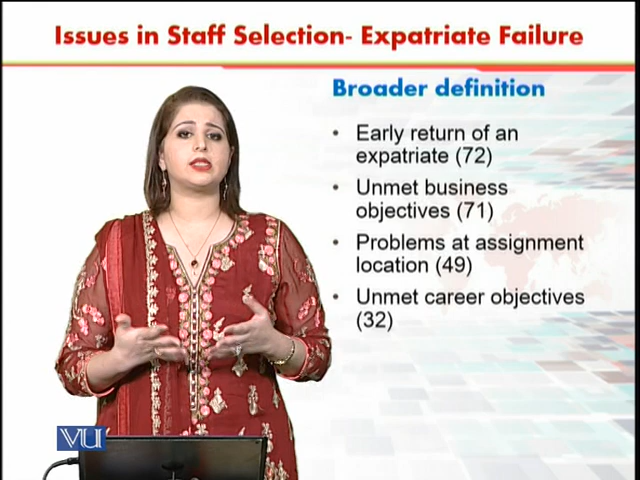 Issues in Staff Selection- Expatriate Failure
Broader definition
• Early return of an
expatriate (72)
• Unmet business
objectives (71)
• Problems at assignment
location (49)
• Unmet career objectives
(32)
VU